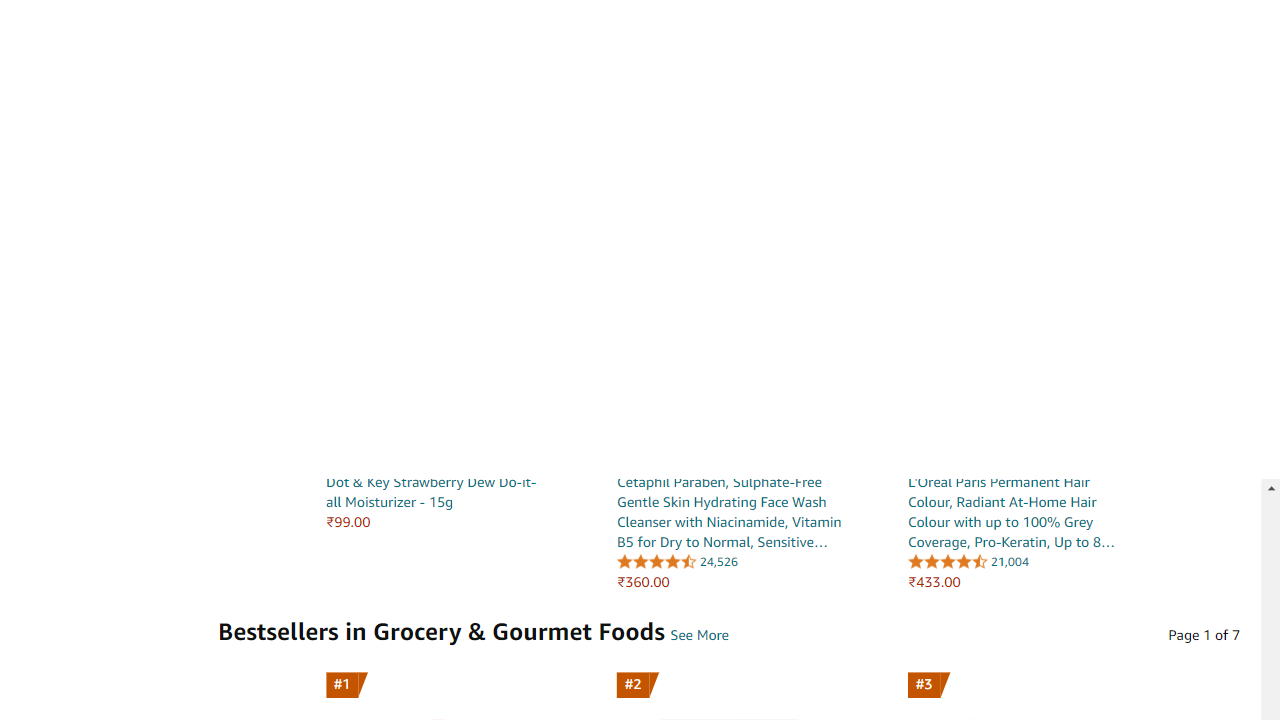 Dot & Key Strawberry Dew Do-It-
all Moisturizer - 15g
₹99.00
Cetaphil Paraben, Sulphate-Free
Gentle Skin Hydrating Face Wash
Cleanser with Niacinamide, Vitamin
B5 for Dry to Normal, Sensitive…
24,526
₹360.00
L'Oréal Paris Permanent Hair
Colour, Radiant At-Home Hair
Colour with up to 100% Grey
Coverage, Pro-Keratin, Up to 8…
21,004
₹433.00
Bestsellers in Grocery & Gourmet Foods See More
Page 1 of 7
#1
#2
#3